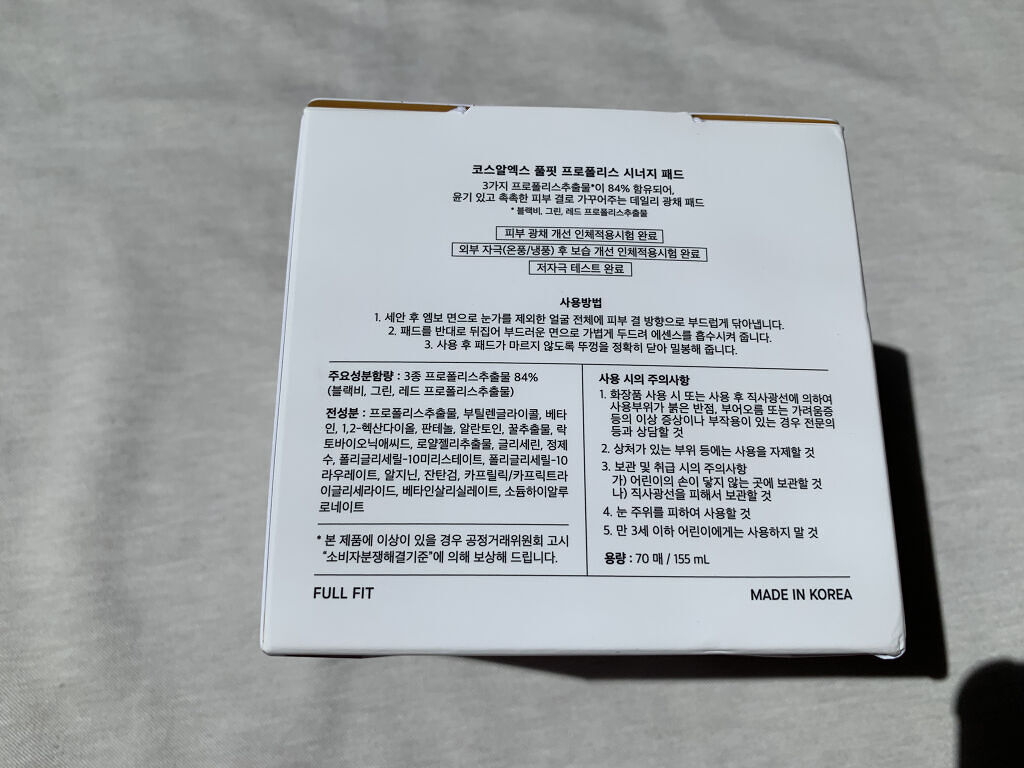 코스알엑스 풀핏 프로폴리스 시너지 패드
3가지 프로폴리스추출물*이 84% 함유되어,
윤기 있고 촉촉한 피부 결로 가꾸어주는 데일리 광채 패드
* 블랙비, 그린, 레드 프로폴리스추출물
피부 광채 개선 인체적용시험 완료
외부 자극(온풍/냉풍) 후 보습 개선 인체적용시험 완료
저자극 테스트 완료
사용방법
1. 세안 후 엠보 면으로 눈가를 제외한 얼굴 전체에 피부 결 방향으로 부드럽게 닦아냅니다.
2. 패드를 반대로 뒤집어 부드러운 면으로 가볍게 두드려 에센스를 흡수시켜 줍니다.
3. 사용 후 패드가 마르지 않도록 뚜껑을 정확히 닫아 밀봉해 줍니다.
주요성분함량 : 3종 프로폴리스추출물 84%
(블랙비, 그린, 레드 프로폴리스추출물)
전성분 : 프로폴리스추출물, 부틸렌글라이콜, 베타
인, 1,2-헥산다이올, 판테놀, 알란토인, 꿀추출물, 락
토바이오닉애씨드, 로얄젤리추출물, 글리세린, 정제
수, 폴리글리세릴-10미리스테이트, 폴리글리세릴-10
라우레이트, 알지닌, 잔탄검, 카프릴릭/카프릭트라
이글리세라이드, 베타인살리실레이트, 소듐하이알루
로네이트
* 본 제품에 이상이 있을 경우 공정거래위원회 고시
"소비자분쟁해결기준"에 의해 보상해 드립니다.
사용 시의 주의사항
1. 화장품 사용 시 또는 사용 후 직사광선에 의하여
사용부위가 붉은 반점, 부어오름 또는 가려움증
등의 이상 증상이나 부작용이 있는 경우 전문의
등과 상담할 것
2. 상처가 있는 부위 등에는 사용을 자제할 것
3. 보관 및 취급 시의 주의사항
가) 어린이의 손이 닿지 않는 곳에 보관할 것
나) 직사광선을 피해서 보관할 것
4. 눈 주위를 피하여 사용할 것
5. 만 3세 이하 어린이에게는 사용하지 말 것
용량 : 70 매 / 155 mL
FULL FIT
MADE IN KOREA